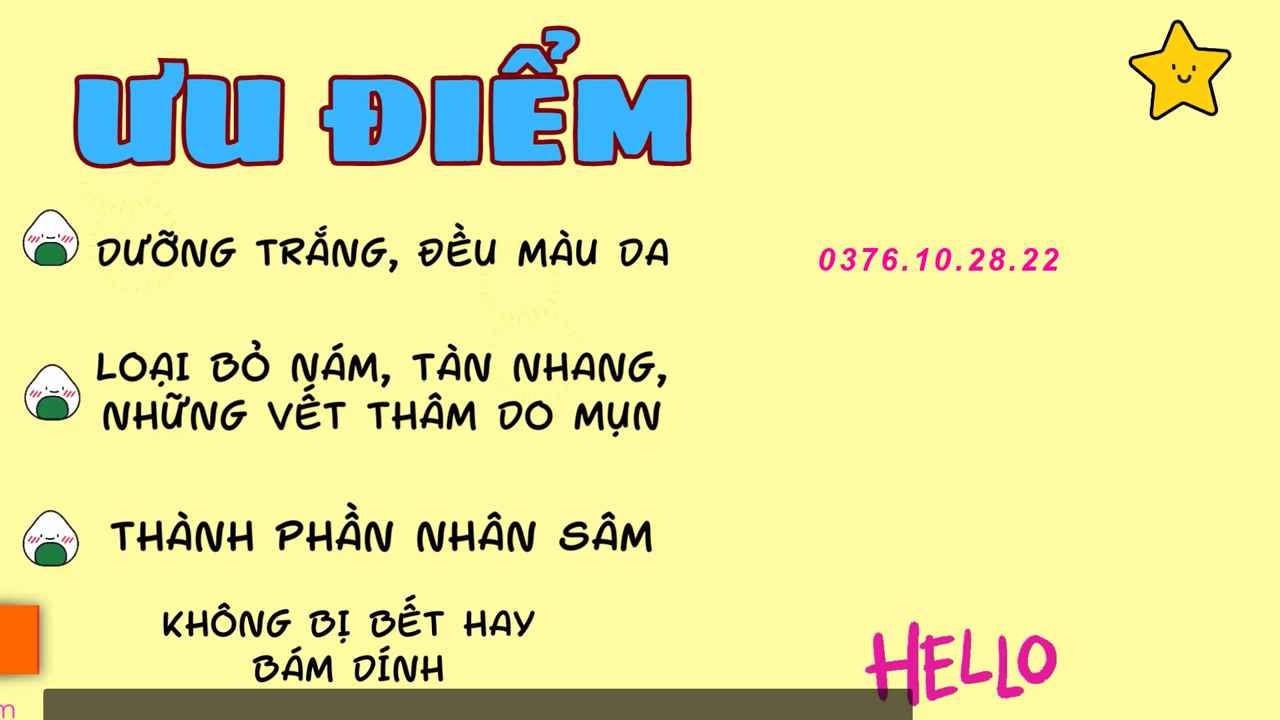 ƯU ĐIỂM
DƯỠNG TRẮNG, ĐỀU MÀU DA
0376.10.28.22
LOẠI BỎ NÁM, TÀN NHANG,
NHỮNG VẾT THÂM DO MỤN
THÀNH PHẦN NHÂN SÂM
KHÔNG BỊ BẾT HAY
BÁM DÍNH
HELLO
m